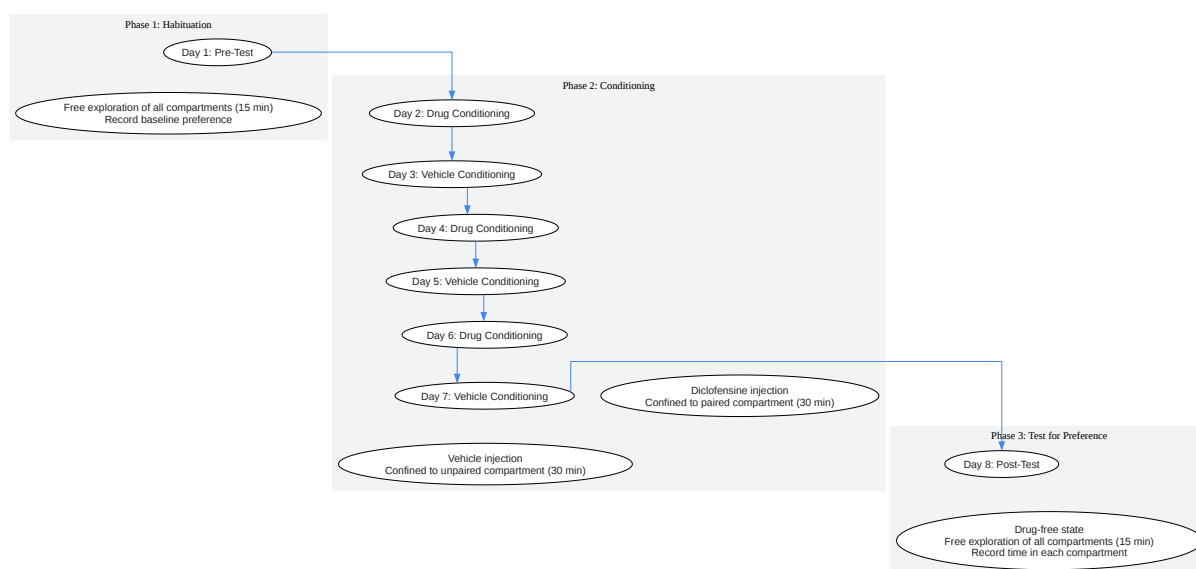 Phase 1: Habituation
Day 1: Pre-Test
Free exploration of all compartments (15 min)
Record baseline preference
Phase 2: Conditioning
Day 2: Drug Conditioning
Day 3: Vehicle Conditioning
Day 4: Drug Conditioning
Day 5: Vehicle Conditioning
Day 6: Drug Conditioning
Day 7: Vehicle Conditioning
Diclofensine injection
Confined to paired compartment (30 min)
Vehicle injection
Confined to unpaired compartment (30 min)
Phase 3: Test for Preference
Day 8: Post-Test
Drug-free state
Free exploration of all compartments (15 min)
Record time in each compartment